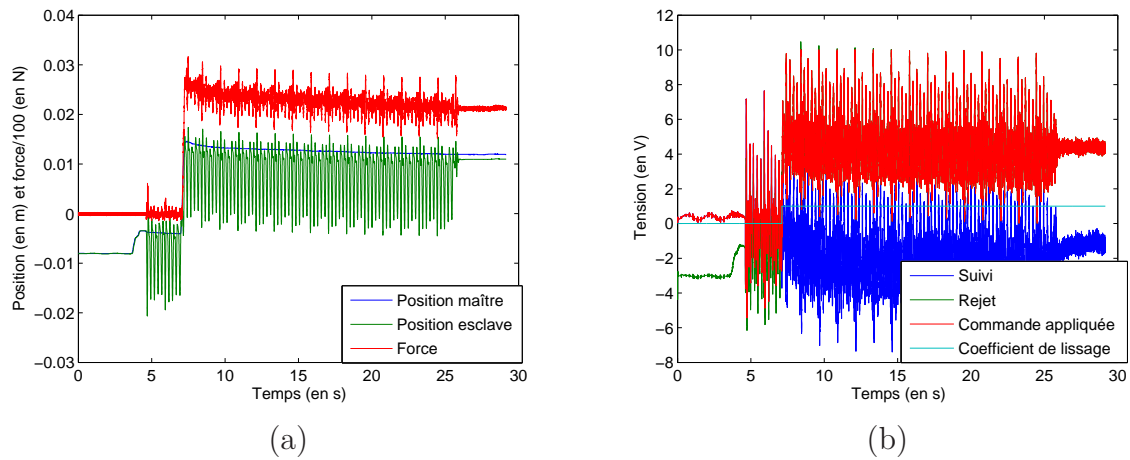 0.04
0.03
0.02
0.01
0
−0.01
−0.02
−0.03
Position (en m) et force/100 (en N)
0
5
10
15
20
25
30
Temps (en s)
Position maître
Position esclave
Force
(a)
12
10
8
6
4
2
0
−2
−4
−6
−8
Tension (en V)
0
5
10
15
20
25
30
Temps (en s)
Suivi
Rejet
Commande appliquée
Coefficient de lissage
(b)